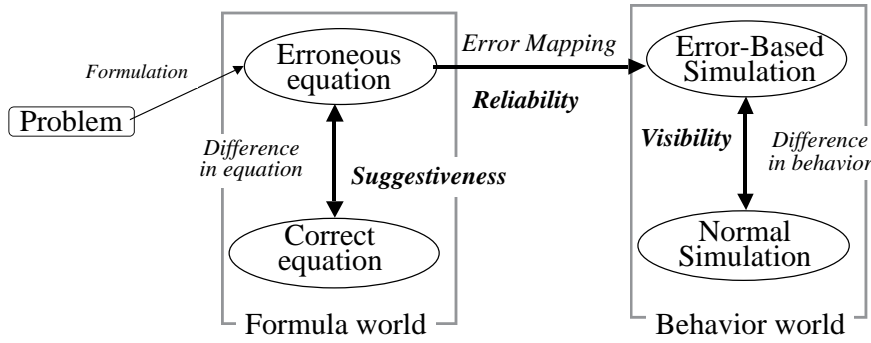 Erroneous
equation
Error Mapping
Error-Based
Simulation
Formulation
Reliability
Problem
Difference
in equation
Suggestiveness
Visibility
Difference
in behavior
Correct
equation
Normal
Simulation
Formula world
Behavior world